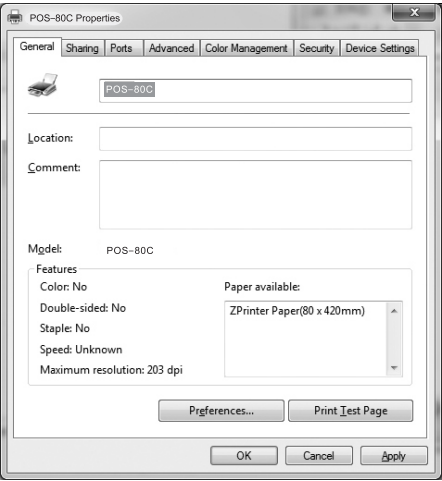 POS-80C Properties
General Sharing Ports Advanced Color Management Security Device Settings
POS-80C
Location:
Comment:
Model: POS-80C
Features
Color: No Paper available:
Double-sided: No ZPrinter Paper(80 x 420mm)
Staple: No
Speed: Unknown
Maximum resolution: 203 dpi
Preferences... Print Test Page
OK Cancel Apply